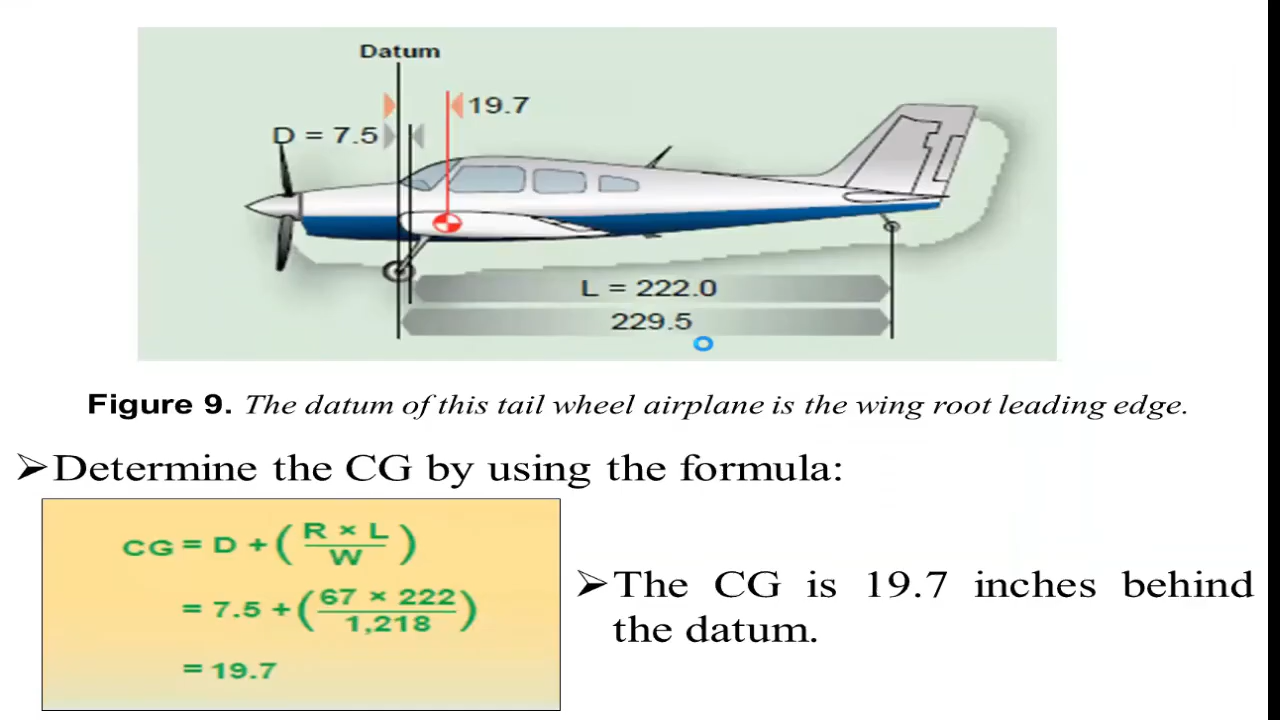 Datum
19.7
D = 7.5
L = 222.0
229.5
Figure 9. The datum of this tail wheel airplane is the wing root leading edge.
➢Determine the CG by using the formula:
CG = D + ( R × L / W )
= 7.5 + ( 67 × 222 / 1,218 )
= 19.7
➢The CG is 19.7 inches behind
the datum.